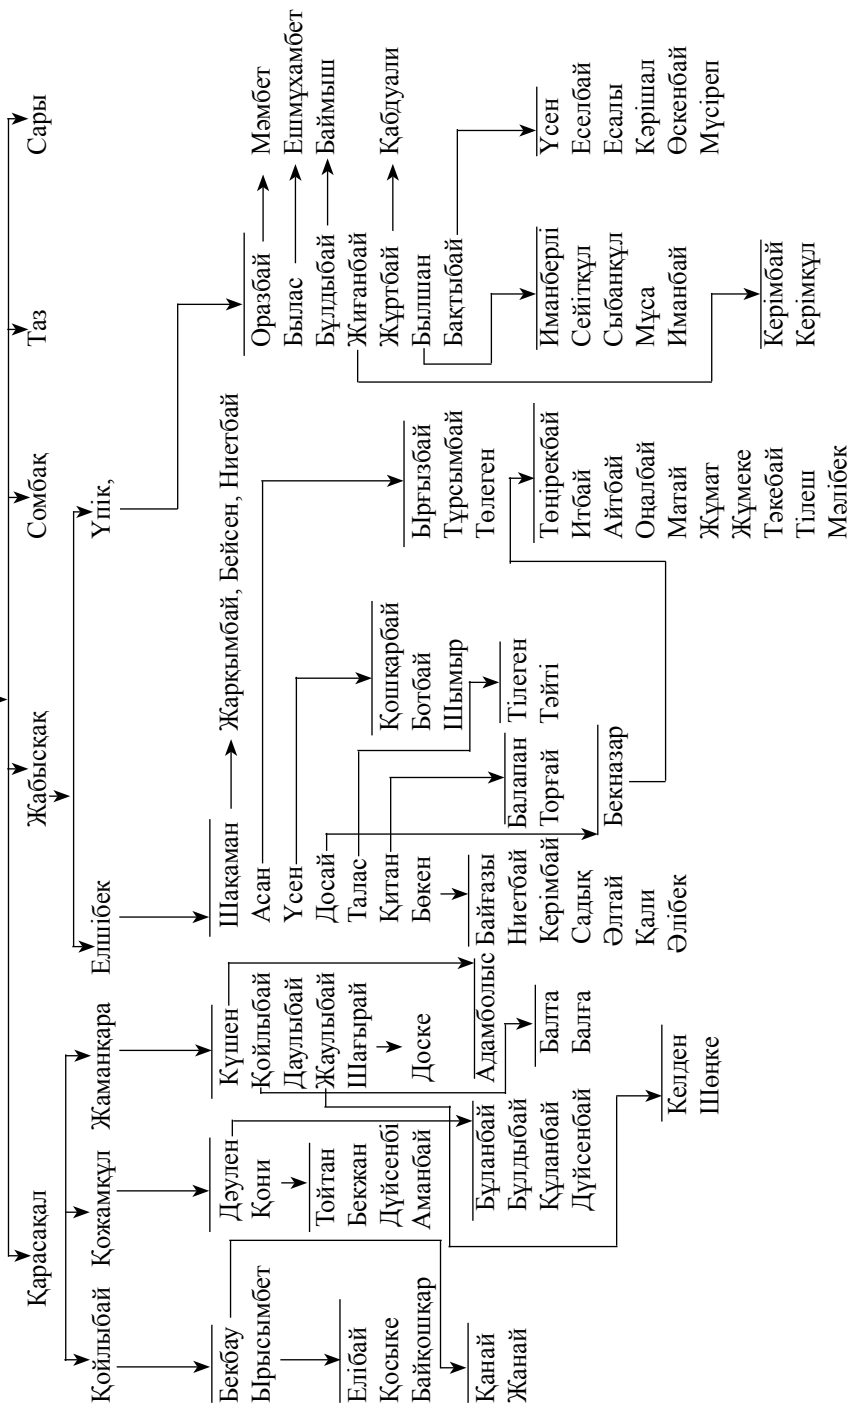 Қарасақал
Жабысқақ
Сомбақ
Таз
Сары
Қойлыбай
Қожамқұл
Жаманқара
Елшібек
Үпік,
Бекбау
Ырысымбет
Елібай
Қосыке
Байқошқар
Қанай
Жанай
Дәулен
Қони
Тойтан
Бекжан
Дүйсенбі
Аманбай
Бұланбай
Бұлдыбай
Құланбай
Дүйсенбай
Күшен
Қойлыбай
Даулыбай
Жаулыбай
Шағырай
Доске
Адамболыс
Балта
Балға
Келден
Шөңке
Шақаман
Жарқымбай, Бейсен, Ниетбай
Асан
Үсен
Досай
Талас
Қитан
Бөкен
Байғазы
Ниетбай
Керімбай
Садық
Әлтай
Қали
Әлібек
Балапан
Торғай
Бекназар
Қошқарбай
Ботбай
Шымыр
Тілеген
Тәйті
Ырғызбай
Тұрсымбай
Төлеген
Төңірекбай
Итбай
Айтбай
Оңалбай
Матай
Жұмат
Жұмеке
Тәкебай
Тілеш
Мәлібек
Оразбай
Мәмбет
Былас
Ешмұхамбет
Бұлдыбай
Баймыш
Жиғанбай
Жұртбай
Қабдуали
Былшан
Бақтыбай
Иманберлі
Сейітқұл
Сыбанқұл
Мұса
Иманбай
Үсен
Еселбай
Есалы
Кәрішал
Өскенбай
Мүсіреп
Керімбай
Керімқұл